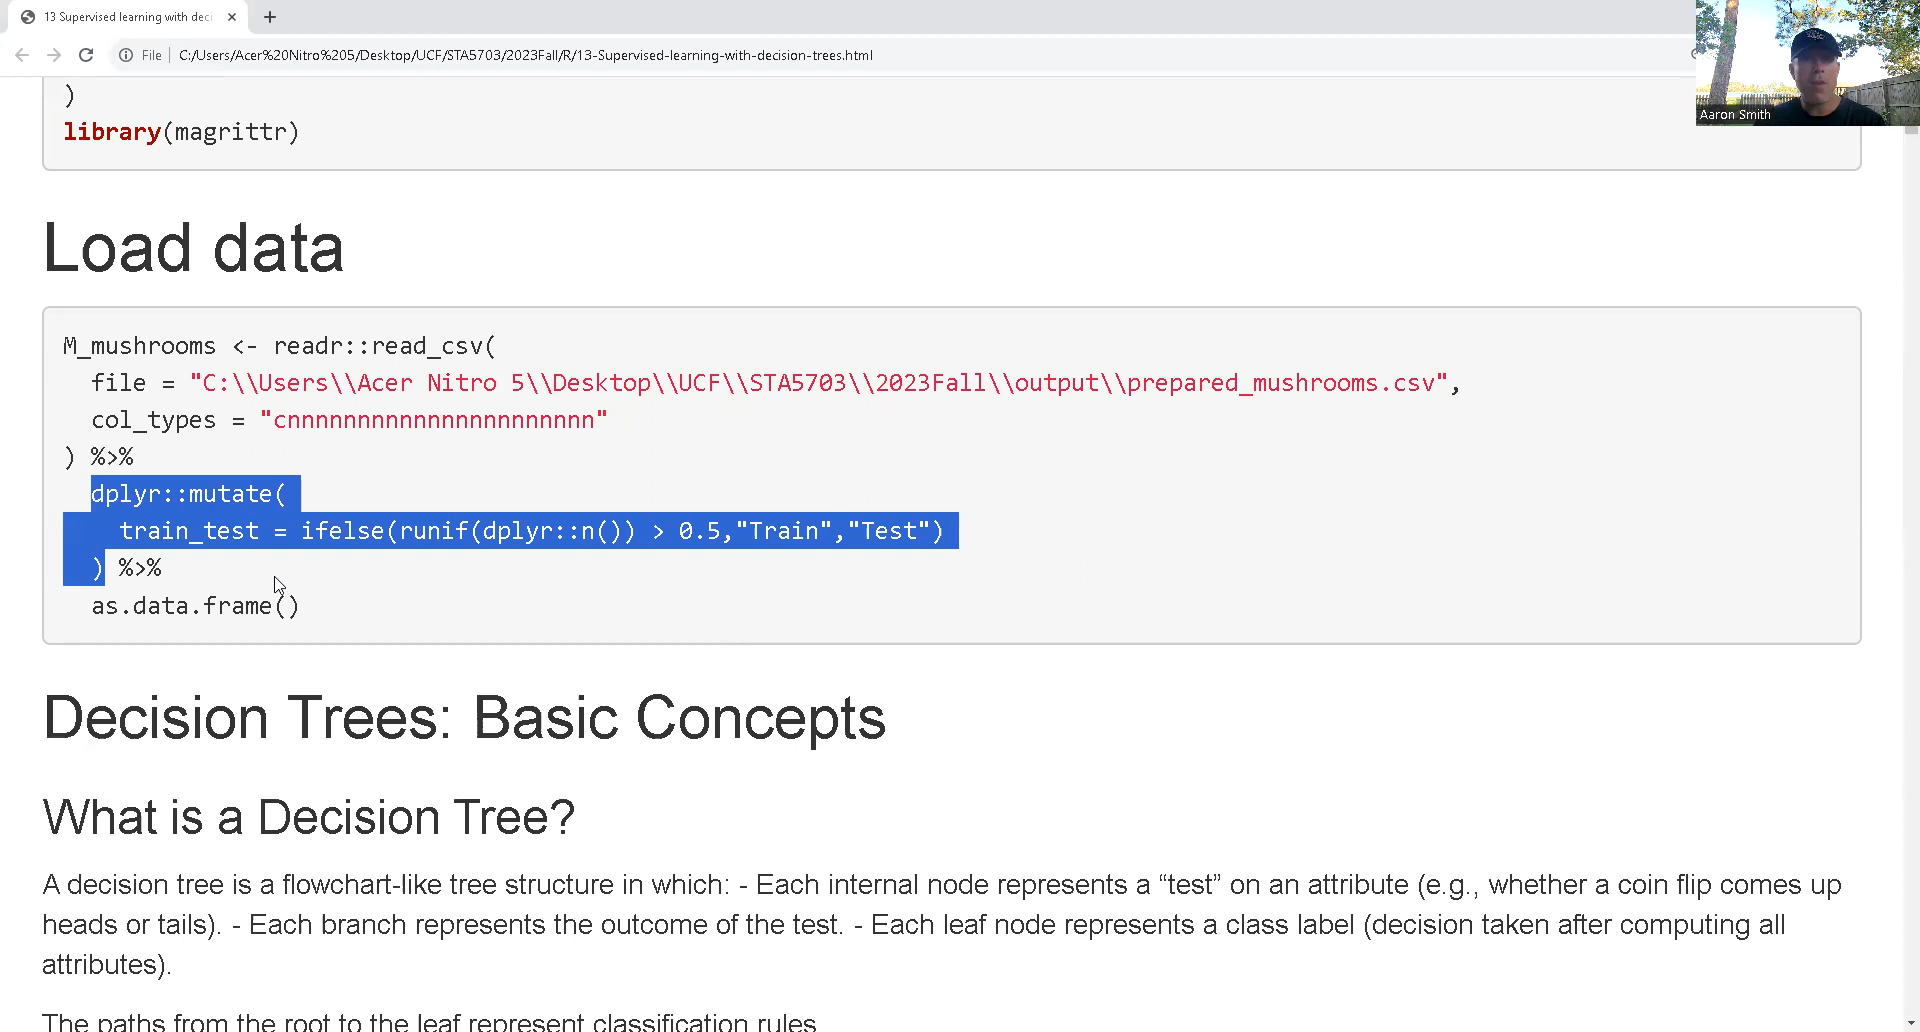 13 Supervised learning with deci
File
C:/Users/Acer%20Nitro%205/Desktop/UCF/STA5703/2023Fall/R/13-Supervised-learning-with-decision-trees.html
Aaron Smith
)
library(magrittr)
Load data
M_mushrooms <- readr::read_csv(
file = "C:\\Users\\Acer Nitro 5\\Desktop\\UCF\\STA5703\\2023Fall\\output\\prepared_mushrooms.csv",
col_types = "cnnnnnnnnnnnnnnnnnnnnnn"
) %>%
dplyr::mutate(
train_test = ifelse(runif(dplyr::n()) > 0.5,"Train","Test")
) %>%
as.data.frame()
Decision Trees: Basic Concepts
What is a Decision Tree?
A decision tree is a flowchart-like tree structure in which: - Each internal node represents a “test” on an attribute (e.g., whether a coin flip comes up
heads or tails). - Each branch represents the outcome of the test. - Each leaf node represents a class label (decision taken after computing all
attributes).
The paths from the root to the leaf represent classification rules